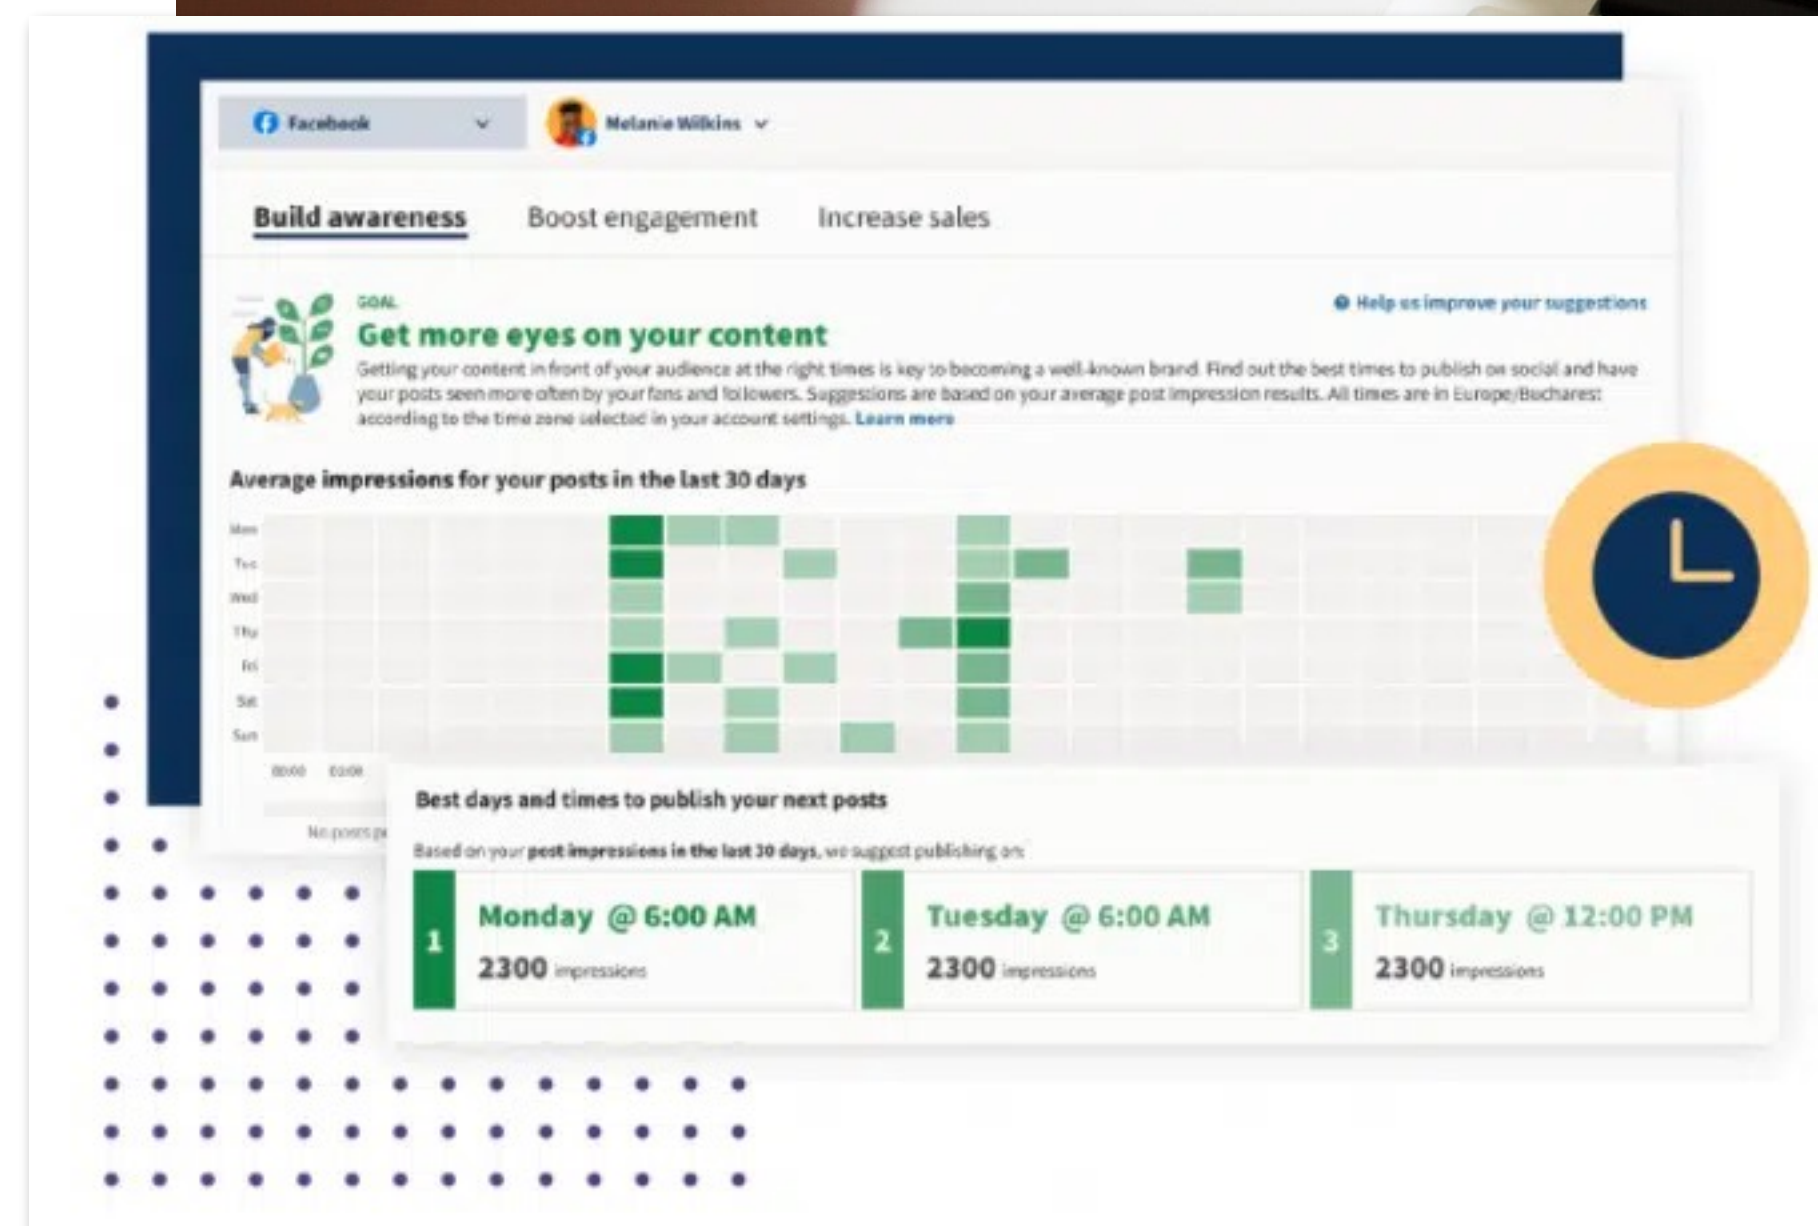 Facebook
Melanie Wilkins
Build awareness
Boost engagement
Increase sales
GOAL
Help us improve your suggestions
Get more eyes on your content
Getting your content in front of your audience at the right times is key to becoming a well-known brand. Find out the best times to publish on social and have
your posts seen more often by your fans and followers. Suggestions are based on your average post impression results. All times are in Europe/Bucharest
according to the time zone selected in your account settings. Learn more
Average impressions for your posts in the last 30 days
Mon
Tue
Wed
Thu
Fri
Sat
Sun
00:00 01:00
No posts
Best days and times to publish your next posts
Based on your post impressions in the last 30 days, we suggest publishing on:
1
Monday @ 6:00 AM
2300 impressions
2
Tuesday @ 6:00 AM
2300 impressions
3
Thursday @ 12:00 PM
2300 impressions